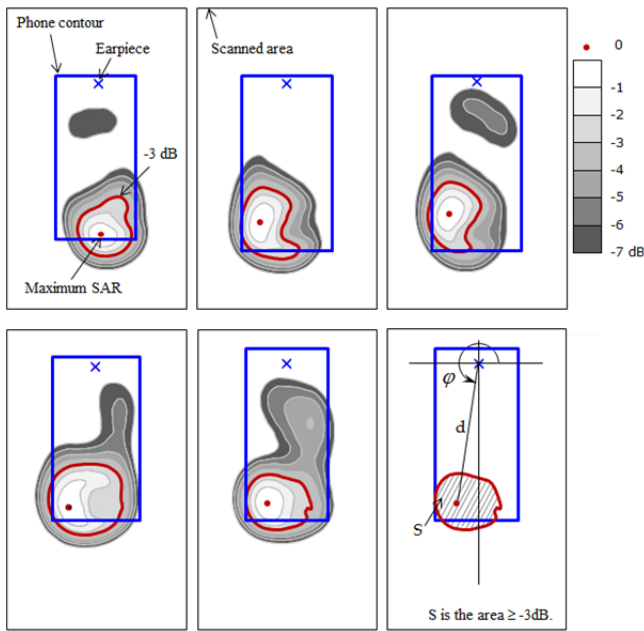 Phone contour
Earpiece
Scanned area
-3 dB
Maximum SAR
0
-1
-2
-3
-4
-5
-6
-7 dB
φ
d
S
S is the area ≥ -3dB.